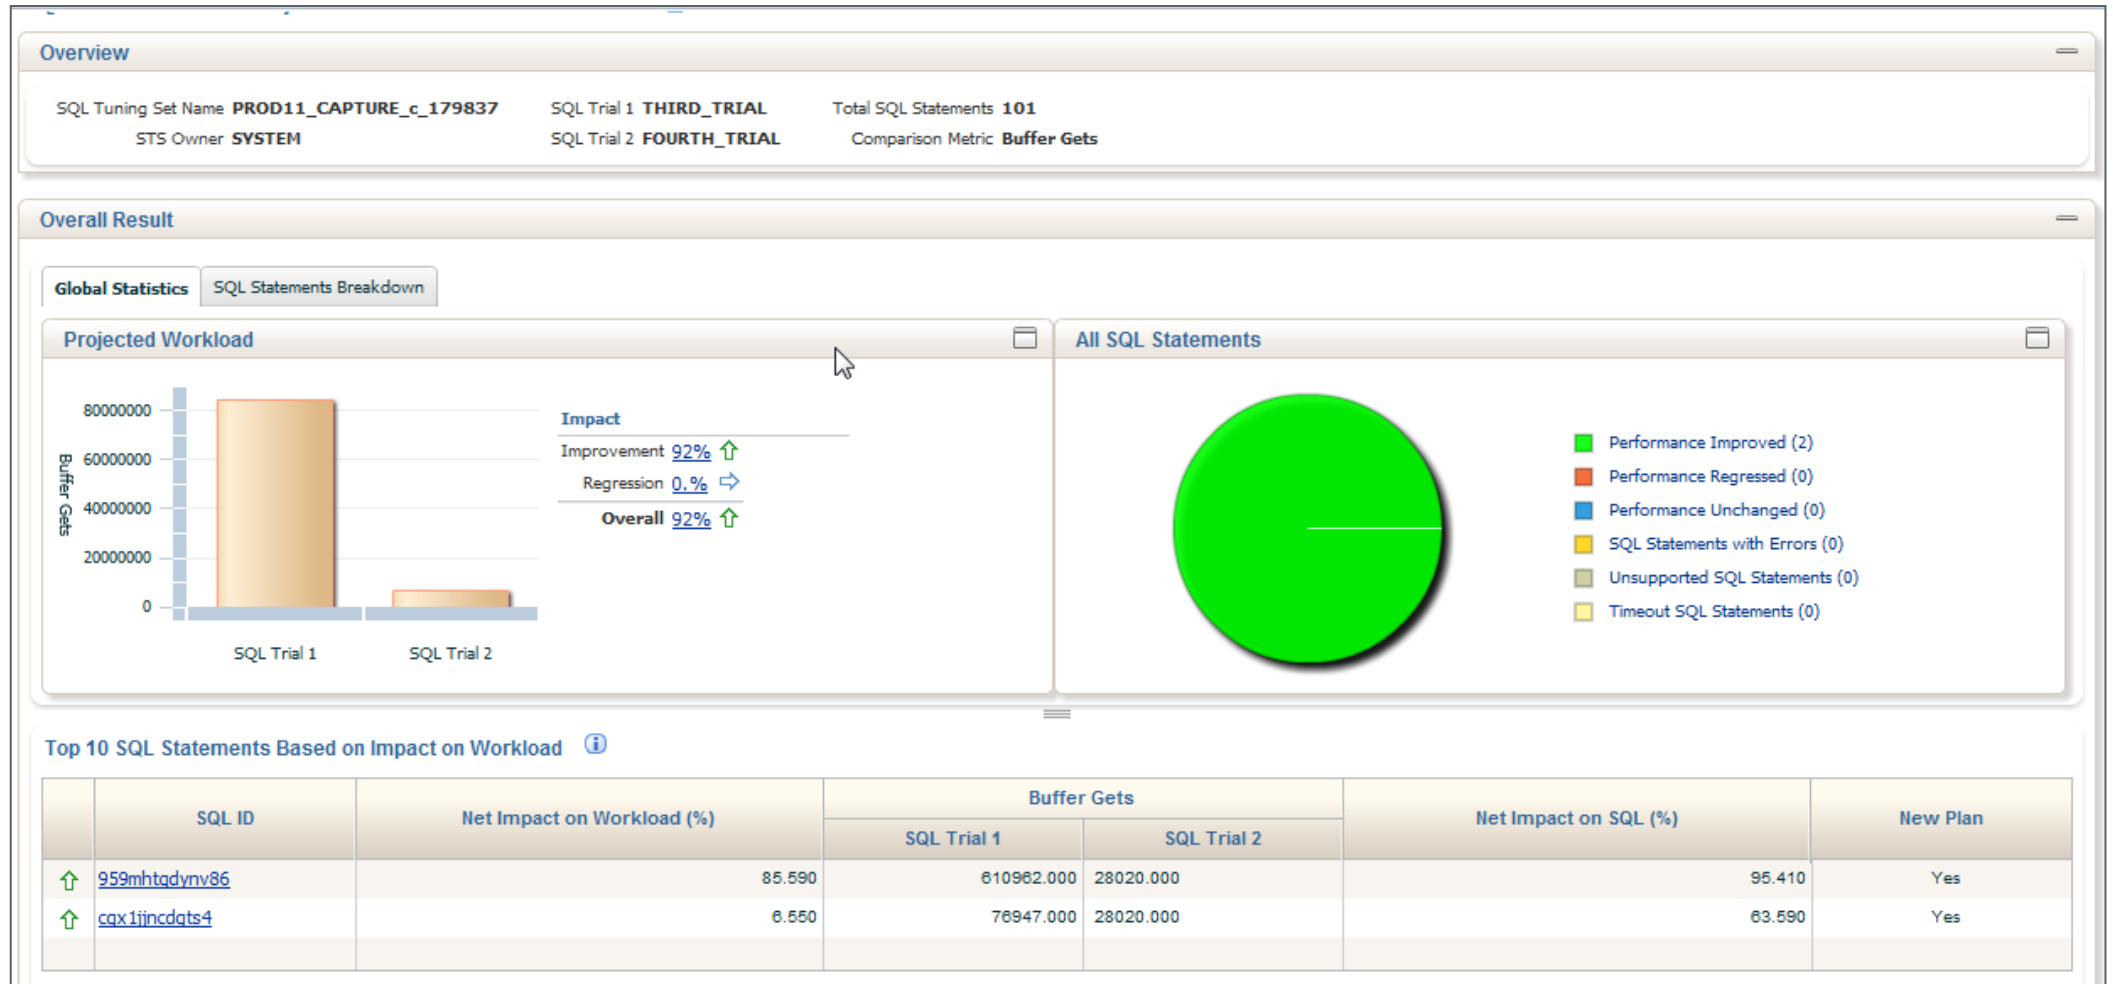 Overview
SQL Tuning Set Name PROD11_CAPTURE_c_179837 SQL Trial 1 THIRD_TRIAL Total SQL Statements 101
STS Owner SYSTEM SQL Trial 2 FOURTH_TRIAL Comparison Metric Buffer Gets
Overall Result
Global Statistics SQL Statements Breakdown
Projected Workload
80000000
60000000
40000000
20000000
0
Buffer Gets
SQL Trial 1 SQL Trial 2
Impact
Improvement 92%
Regression 0.%
Overall 92%
All SQL Statements
Performance Improved (2)
Performance Regressed (0)
Performance Unchanged (0)
SQL Statements with Errors (0)
Unsupported SQL Statements (0)
Timeout SQL Statements (0)
Top 10 SQL Statements Based on Impact on Workload
SQL ID Net Impact on Workload (%) Buffer Gets Net Impact on SQL (%) New Plan
SQL Trial 1 SQL Trial 2
959mhtqdynv86 85.590 610962.000 28020.000 95.410 Yes
cqx1jjncdqts4 6.550 76947.000 28020.000 63.590 Yes